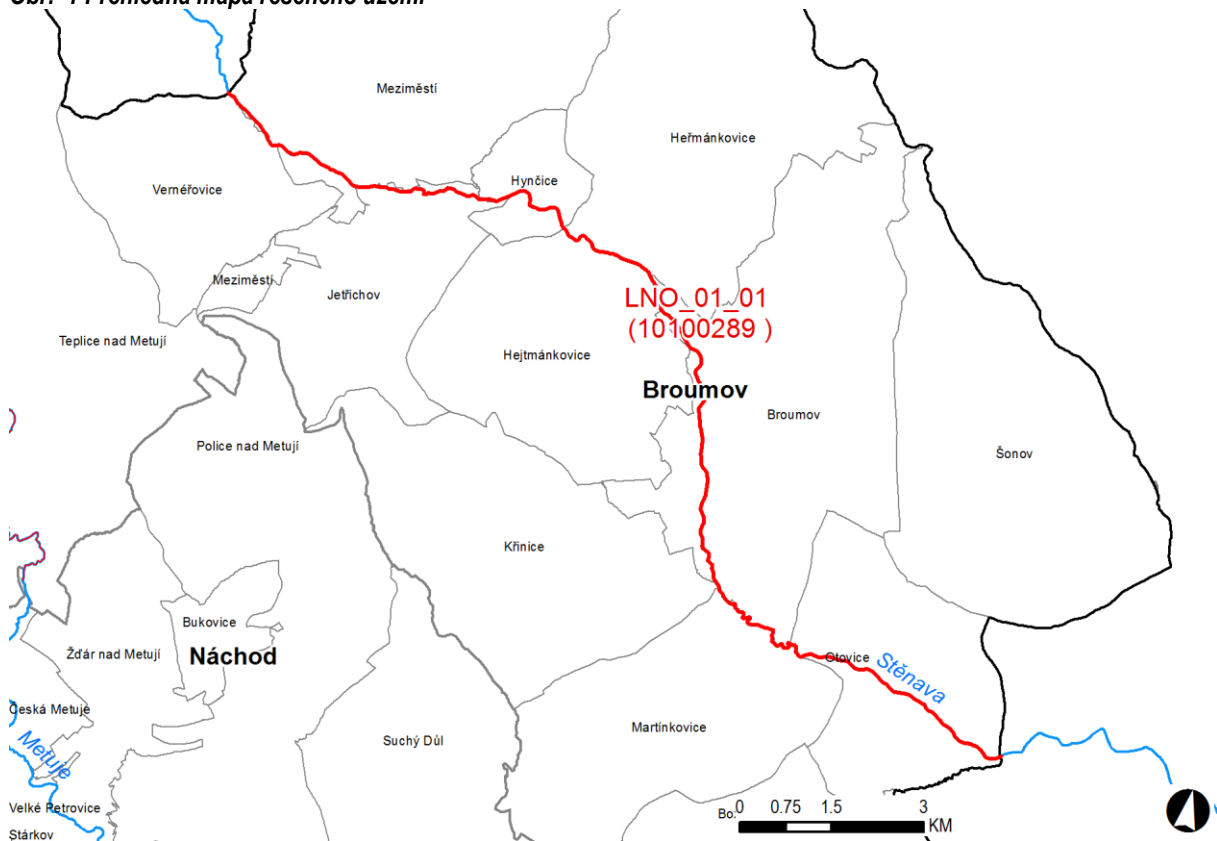 Meziměstí
Heřmánkovice
Hynčice
Vernéřovice
Meziměstí
Jetřichov
LNO_01_01
(10100289 )
Teplice nad Metují
Hejtmánkovice
Broumov
Broumov
Police nad Metují
Šonov
Křinice
Bukovice
Žďár nad Metují
Náchod
Otovice
Stěnava
Česká Metuje
Martínkovice
Suchý Důl
Metuje
Velké Petrovice
Stárkov
Bo.
0 0.75 1.5 3
KM